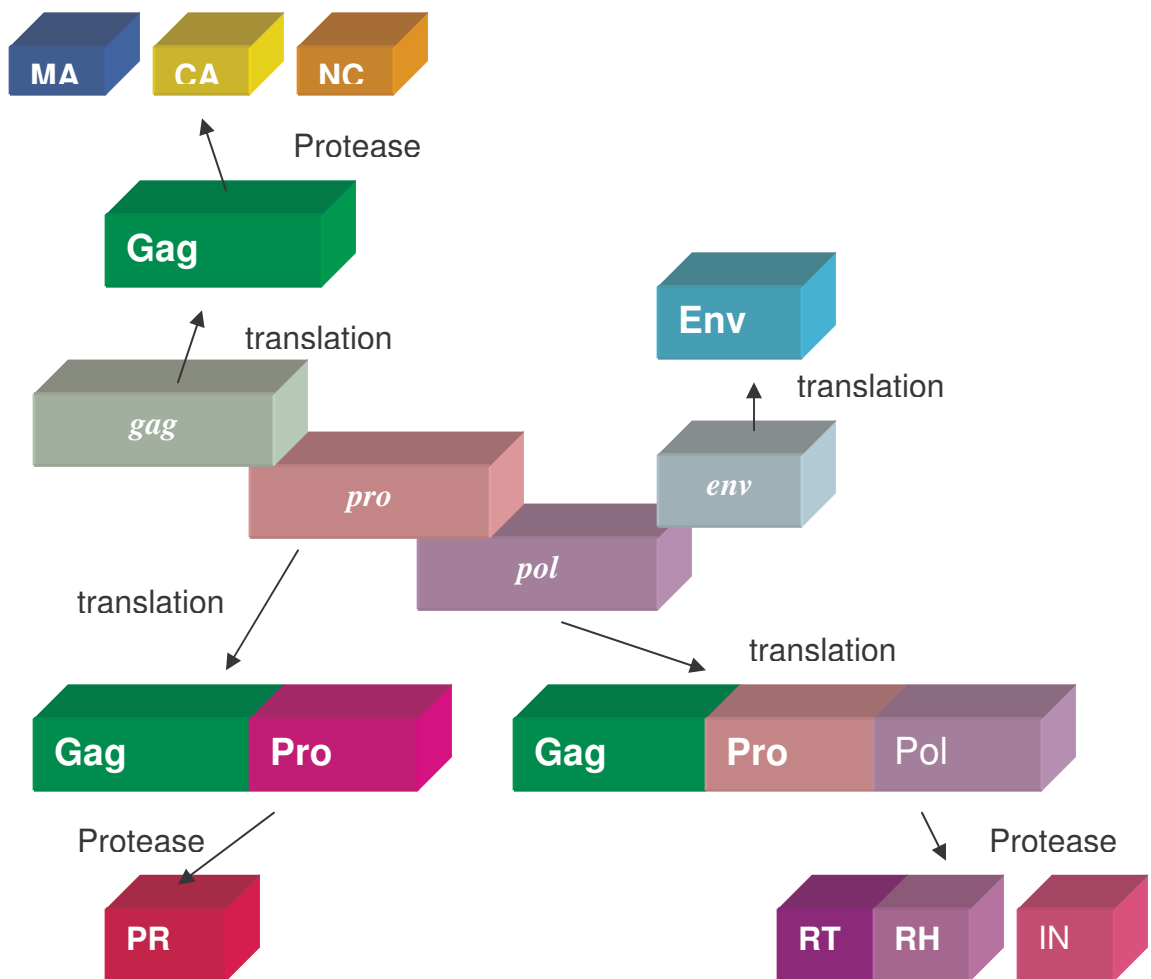 MA CA NC
Protease
Gag
translation
Env
translation
gag
pro
env
pol
translation
translation
Gag Pro
Gag Pro Pol
Protease
Protease
PR
RT RH IN